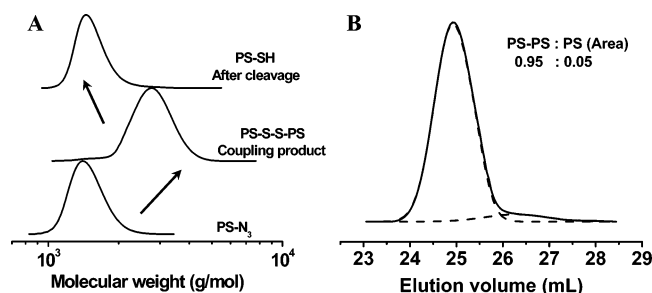 A
PS-SH
After cleavage
PS-S-S-PS
Coupling product
PS-N3
10^3
10^4
Molecular weight (g/mol)
B
PS-PS : PS (Area)
0.95 : 0.05
23 24 25 26 27 28 29
Elution volume (mL)